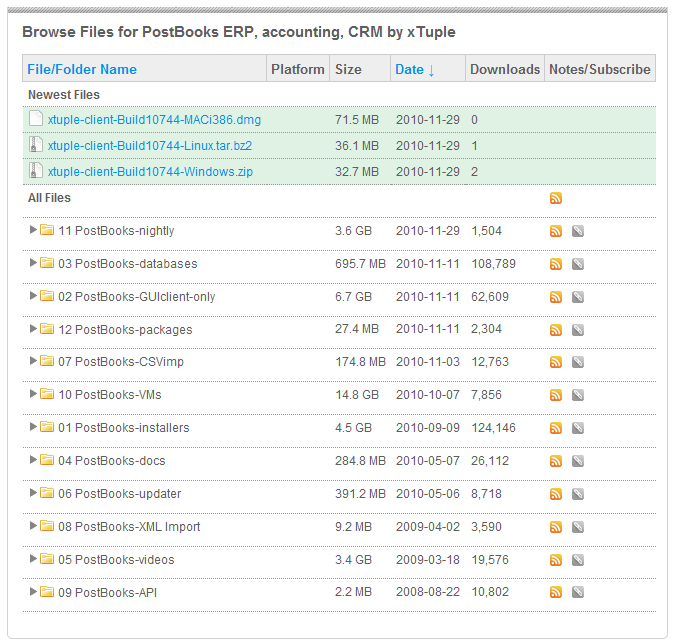 Browse Files for PostBooks ERP, accounting, CRM by xTuple
File/Folder Name Platform Size Date ↓ Downloads Notes/Subscribe
Newest Files
xtuple-client-Build10744-MACi386.dmg 71.5 MB 2010-11-29 0
xtuple-client-Build10744-Linux.tar.bz2 36.1 MB 2010-11-29 1
xtuple-client-Build10744-Windows.zip 32.7 MB 2010-11-29 2
All Files
11 PostBooks-nightly 3.6 GB 2010-11-29 1,504
03 PostBooks-databases 695.7 MB 2010-11-11 108,789
02 PostBooks-GUIclient-only 6.7 GB 2010-11-11 62,609
12 PostBooks-packages 27.4 MB 2010-11-11 2,304
07 PostBooks-CSVimp 174.8 MB 2010-11-03 12,763
10 PostBooks-VMs 14.8 GB 2010-10-07 7,856
01 PostBooks-installers 4.5 GB 2010-09-09 124,146
04 PostBooks-docs 284.8 MB 2010-05-07 26,112
06 PostBooks-updater 391.2 MB 2010-05-06 8,718
08 PostBooks-XML Import 9.2 MB 2009-04-02 3,590
05 PostBooks-videos 3.4 GB 2009-03-18 19,576
09 PostBooks-API 2.2 MB 2008-08-22 10,802